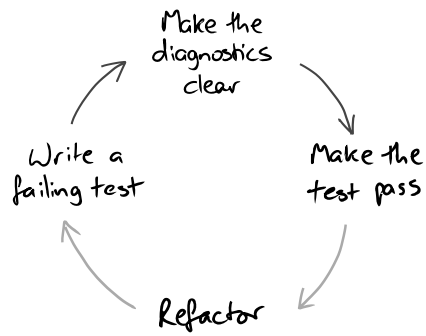 Make the
diagnostics
clear
Write a
failing test
Make the
test pass
Refactor